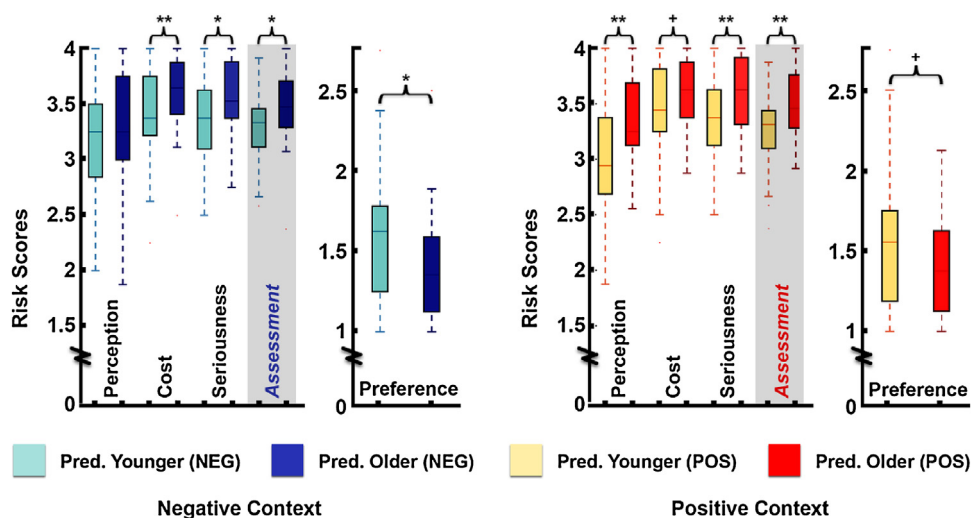 ** * *
4
3.5
3
2.5
2
1.5
0
Risk Scores
Perception
Cost
Seriousness
Assessment
*
2.5
2
1.5
1
0
Preference
** + ** **
4
3.5
3
2.5
2
1.5
0
Risk Scores
Perception
Cost
Seriousness
Assessment
+
2.5
2
1.5
1
0
Preference
Pred. Younger (NEG) Pred. Older (NEG) Pred. Younger (POS) Pred. Older (POS)
Negative Context Positive Context